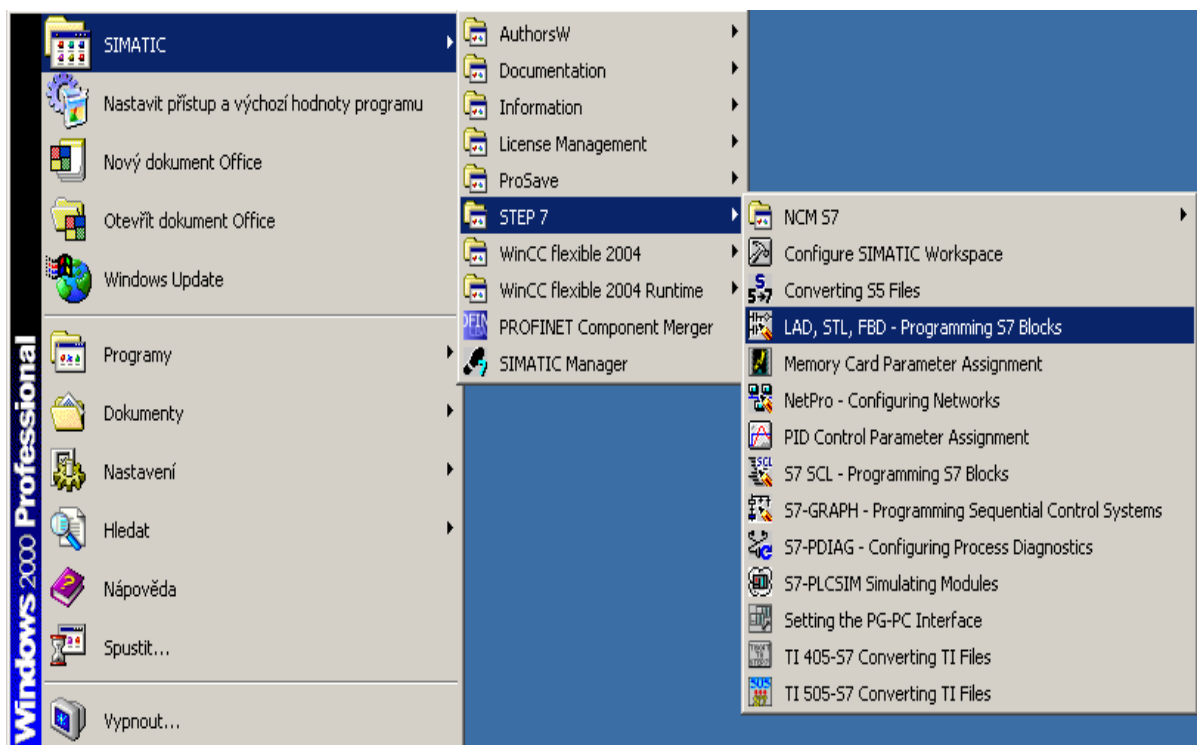 Windows 2000 Professional
SIMATIC
Nastavit přístup a výchozí hodnoty programu
Nový dokument Office
Otevřít dokument Office
Windows Update
Programy
Dokumenty
Nastavení
Hledat
Nápověda
Spustit...
Vypnout...
AuthorsW
Documentation
Information
License Management
ProSave
STEP 7
WinCC flexible 2004
WinCC flexible 2004 Runtime
PROFINET Component Merger
SIMATIC Manager
NCM S7
Configure SIMATIC Workspace
Converting S5 Files
LAD, STL, FBD - Programming S7 Blocks
Memory Card Parameter Assignment
NetPro - Configuring Networks
PID Control Parameter Assignment
S7 SCL - Programming S7 Blocks
S7-GRAPH - Programming Sequential Control Systems
S7-PDIAG - Configuring Process Diagnostics
S7-PLCSIM Simulating Modules
Setting the PG-PC Interface
TI 405-S7 Converting TI Files
TI 505-S7 Converting TI Files